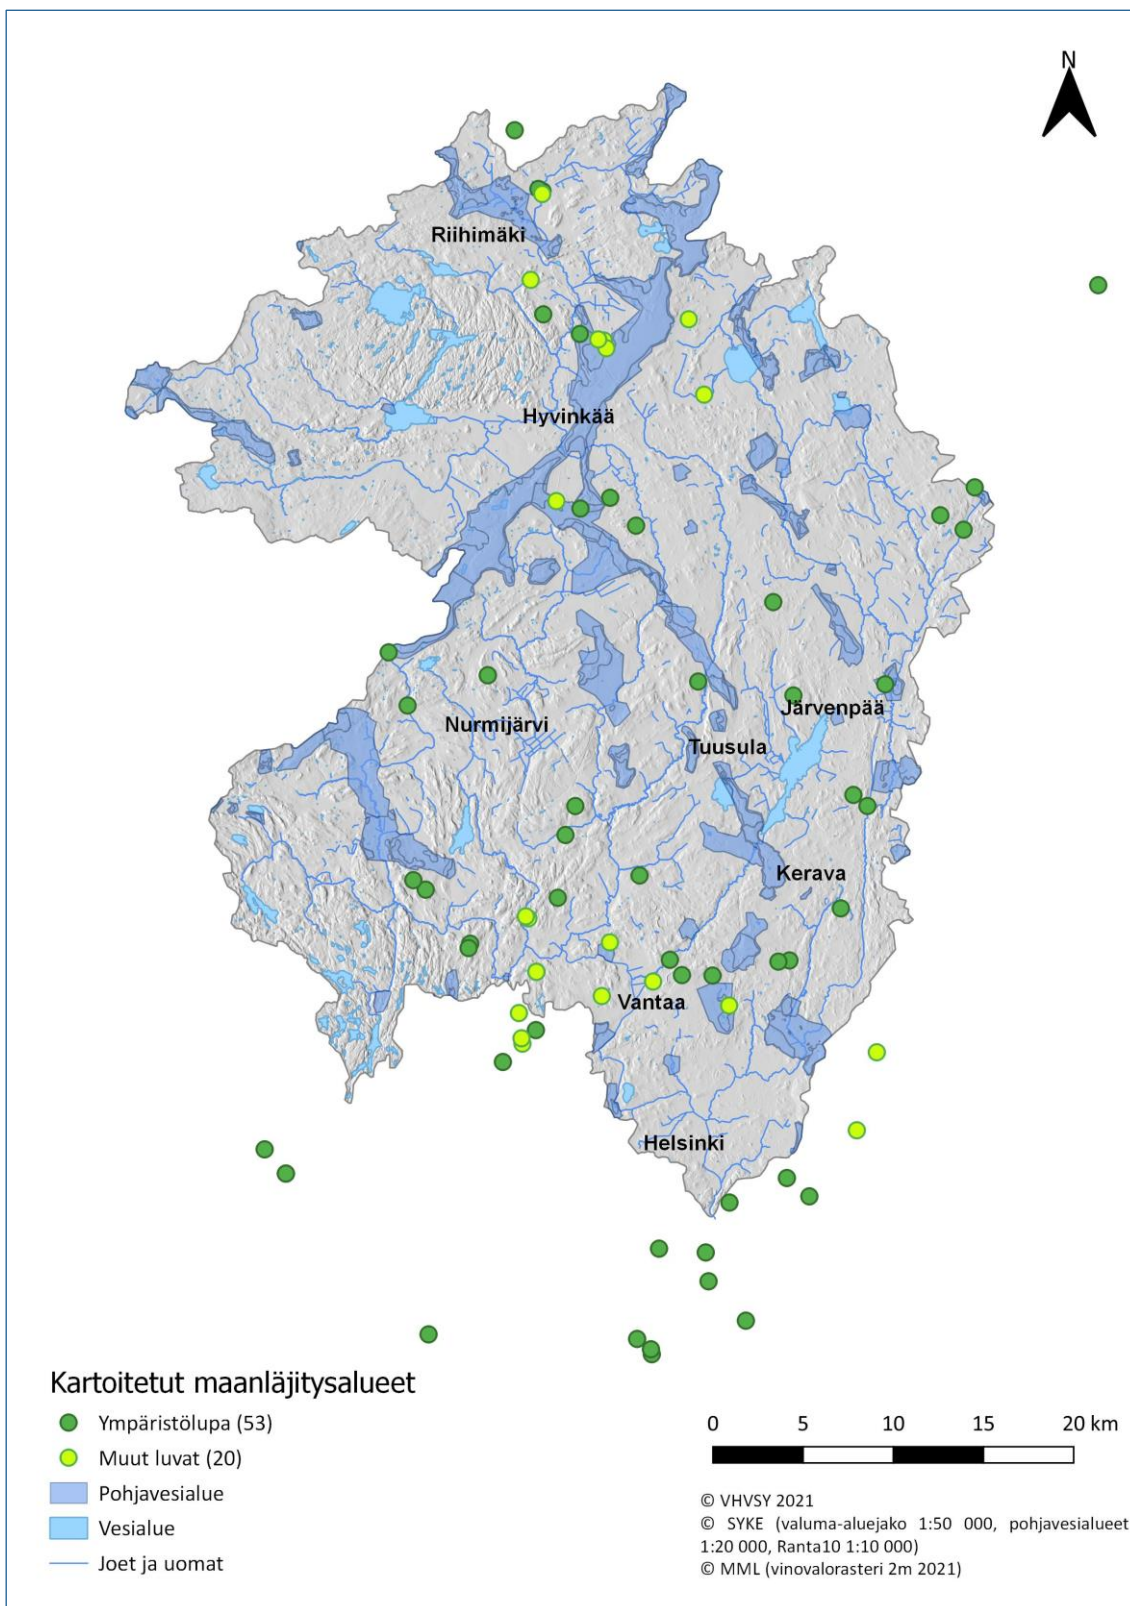 N
Riihimäki
Hyvinkää
Nurmijärvi
Järvenpää
Tuusula
Kerava
Vantaa
Helsinki
Kartoitetut maanläjitysalueet
Ympäristölupa (53)
Muut luvat (20)
Pohjavesialue
Vesialue
Joet ja uomat
0 5 10 15 20 km
© VHVSY 2021
© SYKE (valuma-aluejako 1:50 000, pohjavesialueet
1:20 000, Ranta10 1:10 000)
© MML (vinovalorasteri 2m 2021)